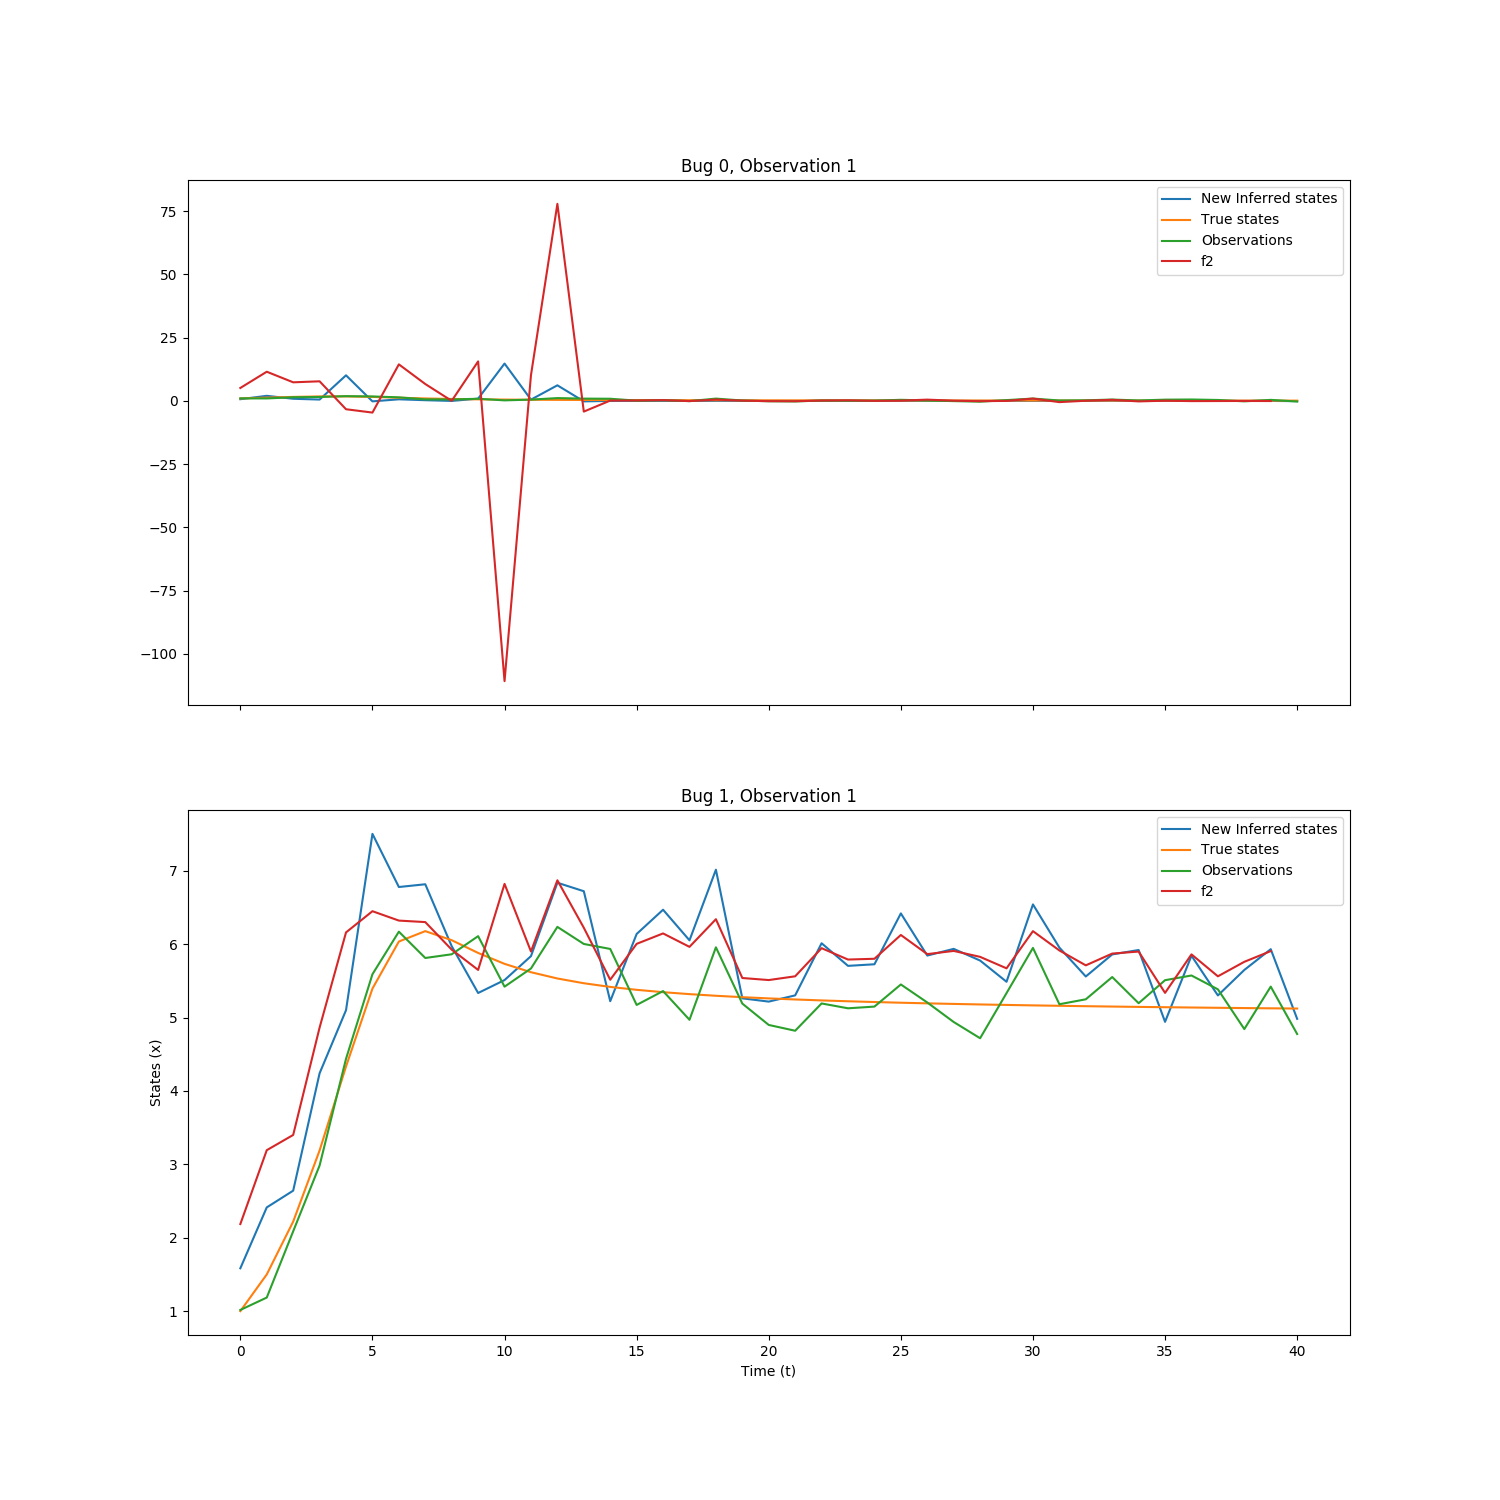 Bug 0, Observation 1
New Inferred states
True states
Observations
f2
75
50
25
0
−25
−50
−75
−100
Bug 1, Observation 1
New Inferred states
True states
Observations
f2
7
6
5
4
3
2
1
States (x)
0 5 10 15 20 25 30 35 40
Time (t)